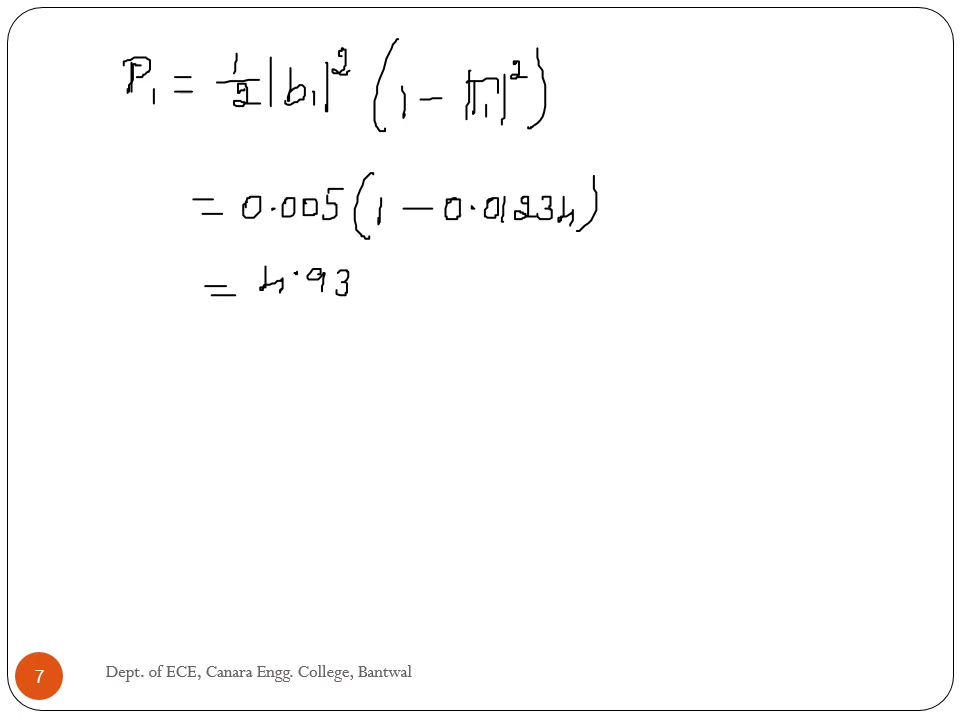 P₁ = 1/2 |b₁|² (1 − |Γ₁|²)
= 0.005 (1 − 0.01234)
= 4.93
7 Dept. of ECE, Canara Engg. College, Bantwal